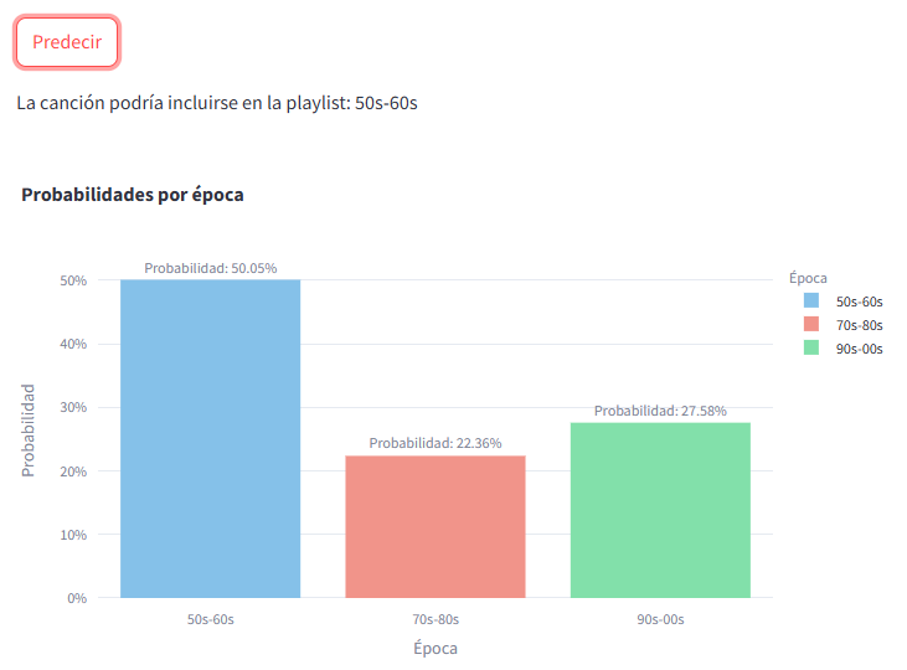 Predecir
La canción podría incluirse en la playlist: 50s-60s
Probabilidades por época
Probabilidad: 50.05%
Probabilidad: 22.36%
Probabilidad: 27.58%
50%
40%
30%
20%
10%
0%
Probabilidad
50s-60s
70s-80s
90s-00s
Época
Época
50s-60s
70s-80s
90s-00s